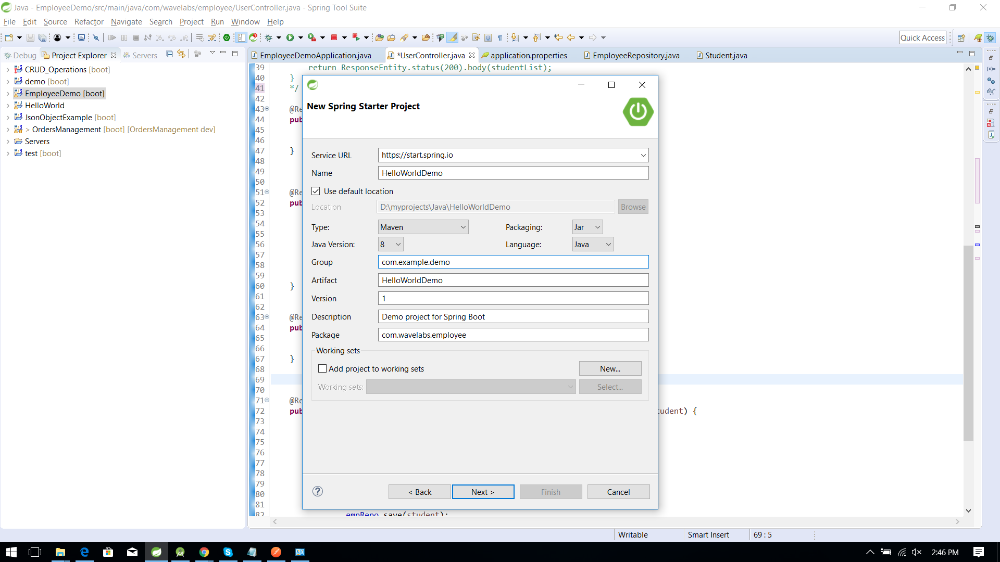 Java - EmployeeDemo/src/main/java/com/wavelabs/employee/UserController.java - Spring Tool Suite
File Edit Source Refactor Navigate Search Project Run Window Help
Quick Access
Debug Project Explorer Servers
EmployeeDemoApplication.java *UserController.java application.properties EmployeeRepository.java Student.java
CRUD_Operations [boot]
demo [boot]
EmployeeDemo [boot]
HelloWorld
JsonObjectExample [boot]
> OrdersManagement [boot] [OrdersManagement dev]
Servers
test [boot]
39 return ResponseEntity.status(200).body(studentList);
40 }
41 */
42
43 @Re
44 pub
45
46
47 }
48
49
50
51 @Re
52 pub
53
54
55
56
57
58
59
60 }
61
62
63 @Re
64 pub
65
66
67 }
68
69
70
71 @Re
72 pub tudent) {
73
74
75
76
77
78
79
80
81
82 empRepo.save(student);
New Spring Starter Project
Service URL https://start.spring.io
Name HelloWorldDemo
Use default location
Location D:\myprojects\Java\HelloWorldDemo Browse
Type: Maven Packaging: Jar
Java Version: 8 Language: Java
Group com.example.demo
Artifact HelloWorldDemo
Version 1
Description Demo project for Spring Boot
Package com.wavelabs.employee
Working sets
Add project to working sets New...
Working sets: Select...
< Back Next > Finish Cancel
Writable Smart Insert 69 : 5
2:46 PM